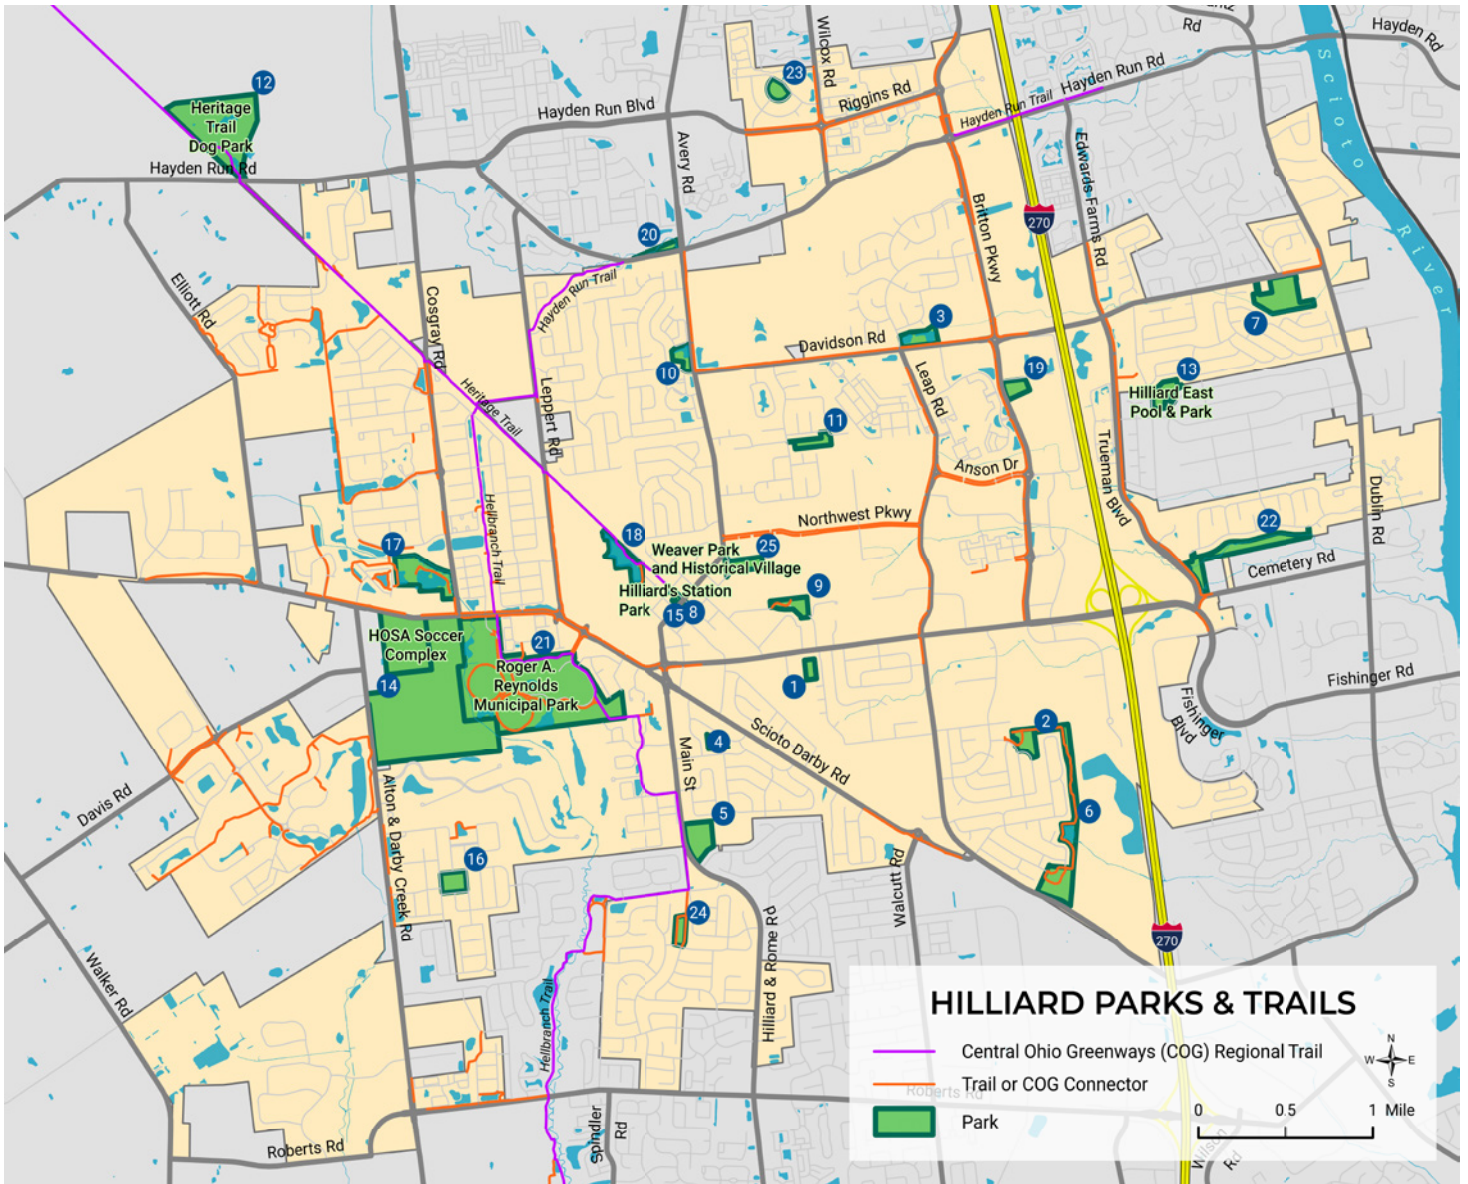 Rd
Hayden Rd
Wilcox Rd
Scioto River
12
23
Hayden Run Rd
Riggins Rd
Hayden Run Trail
Hayden Run Blvd
Heritage
Trail
Dog Park
Hayden Run Rd
Avery Rd
Edwards Farms Rd
Britton Pkwy
270
20
Elliott Rd
Cosgray Rd
Hayden Run Trail
3
7
Davidson Rd
10
19
13
Hilliard East
Pool & Park
Leap Rd
Heritage Trail
Leppert Rd
11
Trueman Blvd
Anson Dr
Dublin Rd
Hellbranch Trail
Northwest Pkwy
22
18
17
25
Weaver Park
and Historical Village
Cemetery Rd
Hilliard's Station
Park
9
15
8
HOSA Soccer
Complex
21
Roger A.
Reynolds
Municipal Park
14
1
Fishinger Rd
Fishinger
Blvd
2
4
Scioto Darby Rd
Main St
Davis Rd
Alton & Darby Creek Rd
5
6
16
Walcutt Rd
24
Hilliard & Rome Rd
270
Walker Rd
Hellbranch Trail
HILLIARD PARKS & TRAILS
Central Ohio Greenways (COG) Regional Trail
Trail or COG Connector
Park
N
W
E
S
0
0.5
1 Mile
Roberts Rd
Roberts Rd
Spindler
Rd
Wilson
Rd